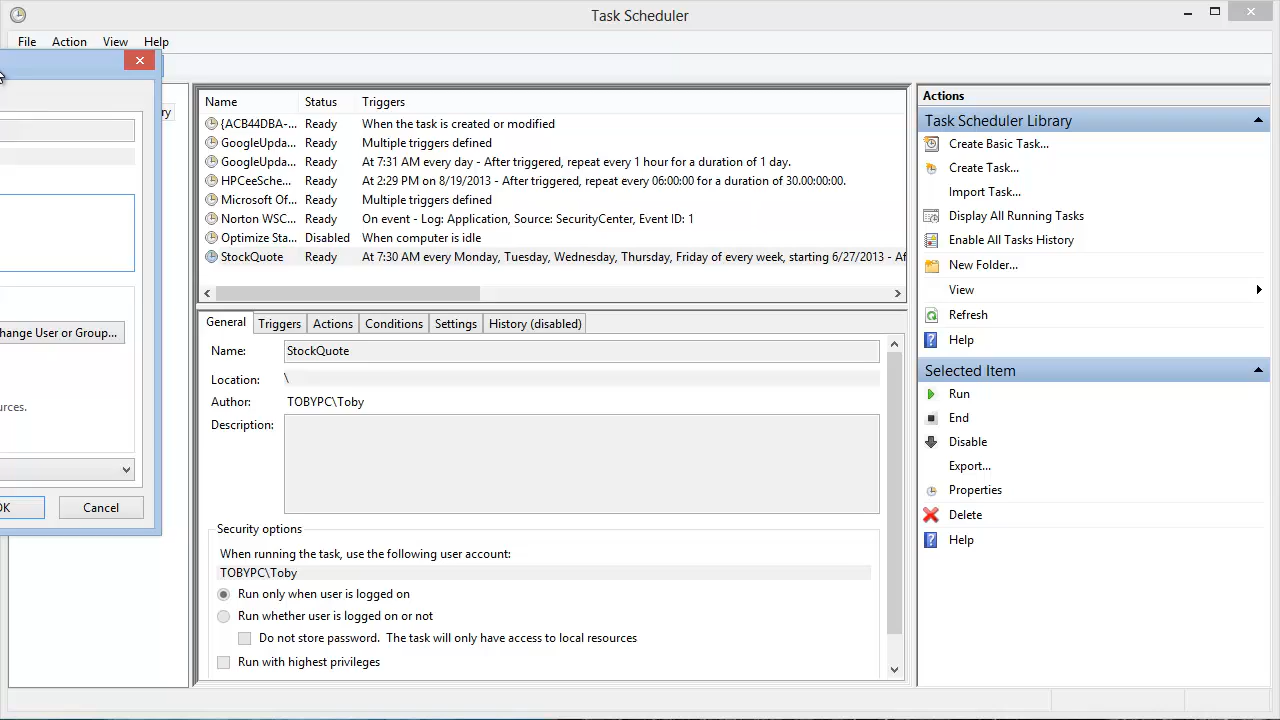 Task Scheduler
File Action View Help
ry
hange User or Group...
urces.
OK
Cancel
Name Status Triggers
{ACB44DBA-... Ready When the task is created or modified
GoogleUpda... Ready Multiple triggers defined
GoogleUpda... Ready At 7:31 AM every day - After triggered, repeat every 1 hour for a duration of 1 day.
HPCeeSche... Ready At 2:29 PM on 8/19/2013 - After triggered, repeat every 06:00:00 for a duration of 30.00:00:00.
Microsoft Of... Ready Multiple triggers defined
Norton WSC... Ready On event - Log: Application, Source: SecurityCenter, Event ID: 1
Optimize Sta... Disabled When computer is idle
StockQuote Ready At 7:30 AM every Monday, Tuesday, Wednesday, Thursday, Friday of every week, starting 6/27/2013 - Af
General Triggers Actions Conditions Settings History (disabled)
Name: StockQuote
Location: \
Author: TOBYPC\Toby
Description:
Security options
When running the task, use the following user account:
TOBYPC\Toby
Run only when user is logged on
Run whether user is logged on or not
Do not store password. The task will only have access to local resources
Run with highest privileges
Actions
Task Scheduler Library
Create Basic Task...
Create Task...
Import Task...
Display All Running Tasks
Enable All Tasks History
New Folder...
View
Refresh
Help
Selected Item
Run
End
Disable
Export...
Properties
Delete
Help